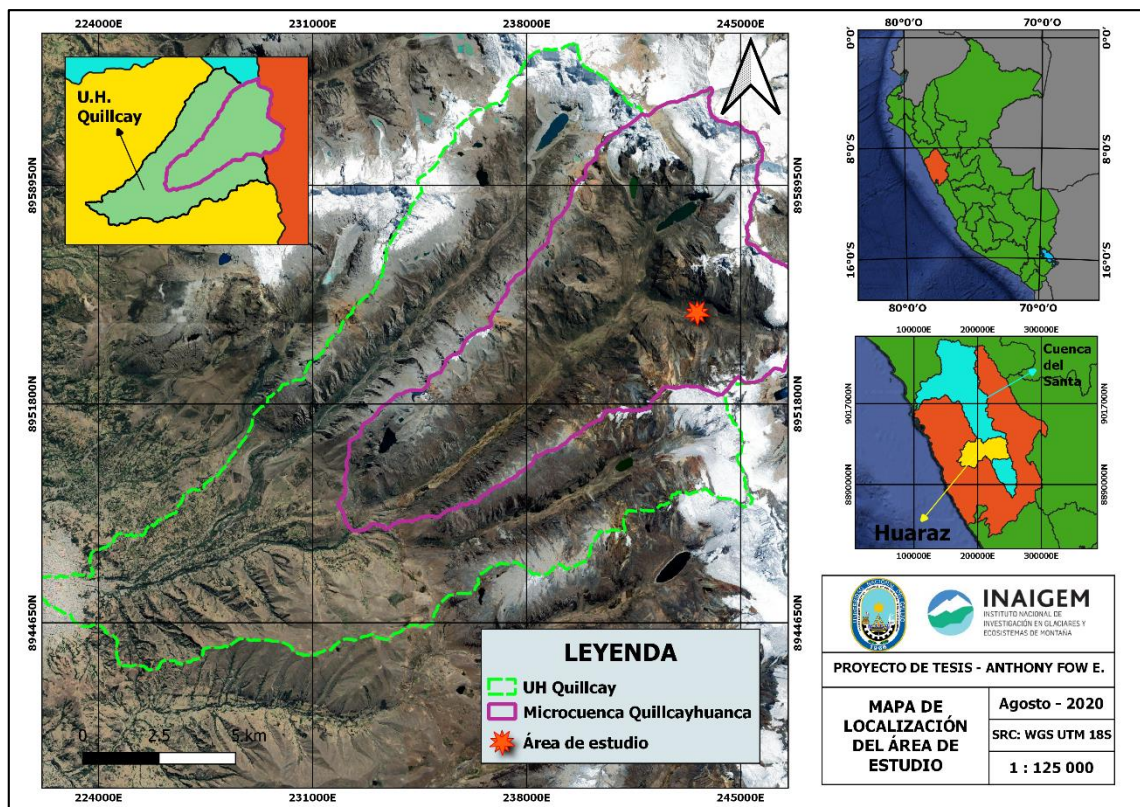 224000E 231000E 238000E 245000E
U.H.
Quillcay
8958950N
8951800N
8944650N
8958950N
8951800N
8944650N
0 2.5 5 km
LEYENDA
UH Quillcay
Microcuenca Quillcayhuanca
Área de estudio
224000E 231000E 238000E 245000E
80°0' 70°0'
0°0'
8°0'S
16°0'S
0°0'
8°0'S
16°0'S
80°0' 70°0'
100000E 200000E 300000E
9017000N
8890000N
9017000N
8890000N
Cuenca
del
Santa
Huaraz
100000E 200000E 300000E
INAIGEM
INSTITUTO NACIONAL DE
INVESTIGACIÓN EN GLACIARES Y
ECOSISTEMAS DE MONTAÑA
PROYECTO DE TESIS - ANTHONY FOW E.
MAPA DE
LOCALIZACIÓN
DEL ÁREA DE
ESTUDIO
Agosto - 2020
SRC: WGS UTM 18S
1 : 125 000